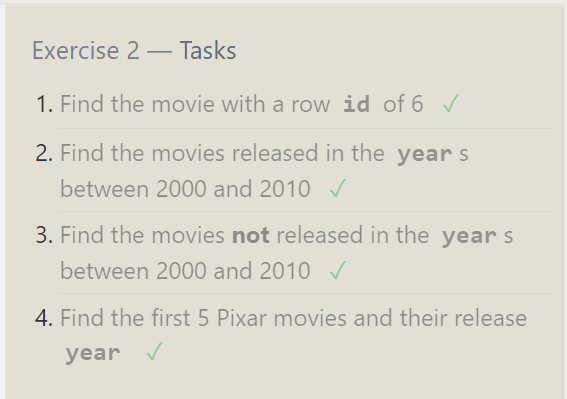 Exercise 2 — Tasks
1. Find the movie with a row id of 6 ✓
2. Find the movies released in the year s
between 2000 and 2010 ✓
3. Find the movies not released in the year s
between 2000 and 2010 ✓
4. Find the first 5 Pixar movies and their release
year ✓